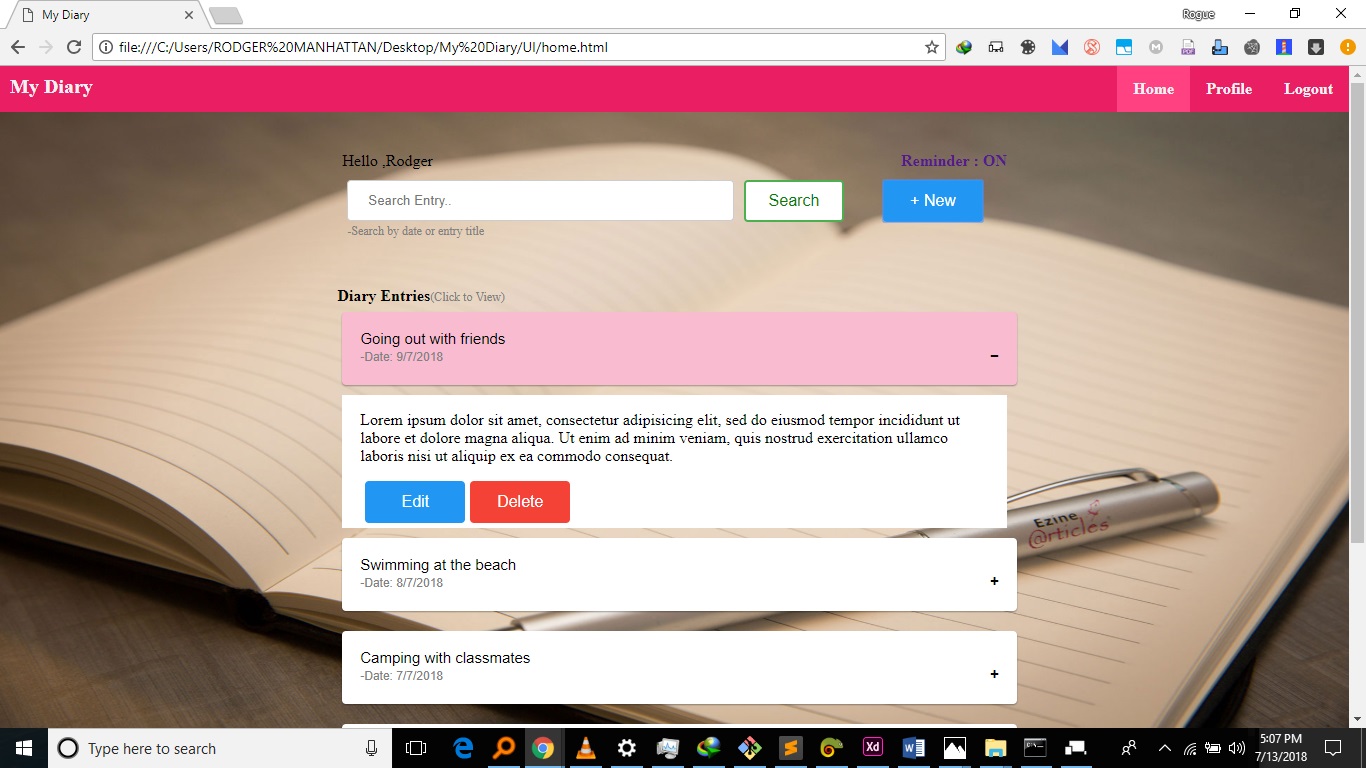 My Diary
Rogue
file:///C:/Users/RODGER%20MANHATTAN/Desktop/My%20Diary/UI/home.html
My Diary
Home Profile Logout
Hello ,Rodger
Reminder : ON
Search Entry..
Search
+ New
-Search by date or entry title
Diary Entries(Click to View)
Going out with friends
-Date: 9/7/2018
−
Lorem ipsum dolor sit amet, consectetur adipisicing elit, sed do eiusmod tempor incididunt ut
labore et dolore magna aliqua. Ut enim ad minim veniam, quis nostrud exercitation ullamco
laboris nisi ut aliquip ex ea commodo consequat.
Edit Delete
Ezine
@rticles
Swimming at the beach
-Date: 8/7/2018
+
Camping with classmates
-Date: 7/7/2018
+
Type here to search
Xd
5:07 PM
7/13/2018